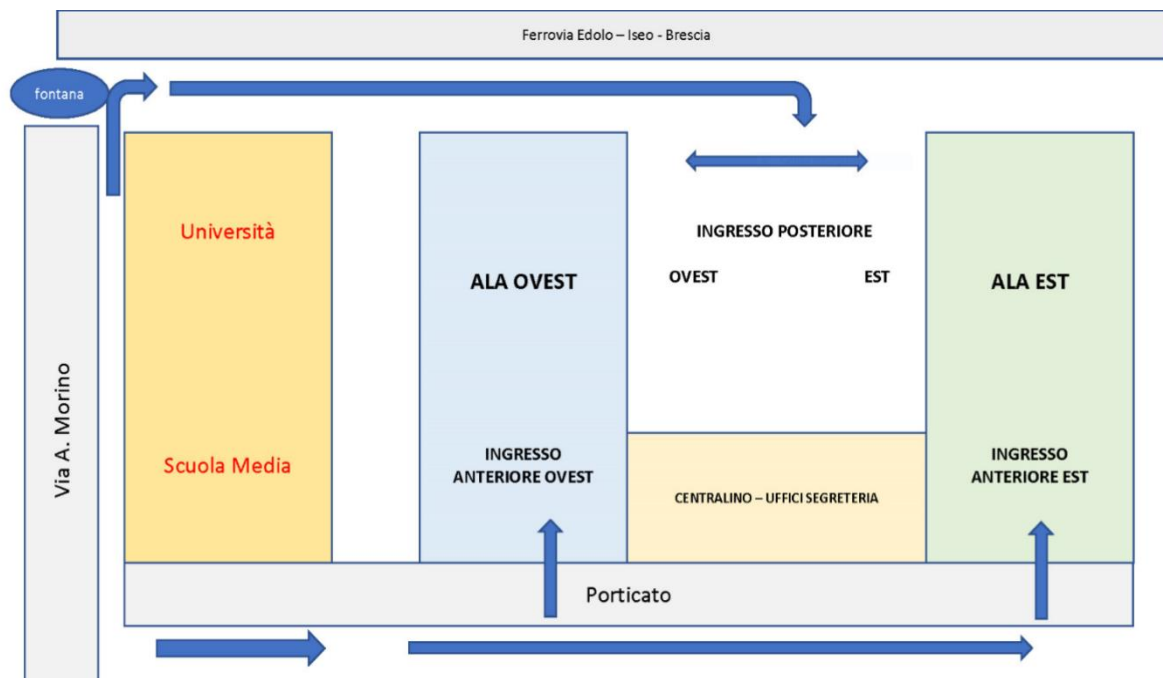 Ferrovia Edolo – Iseo - Brescia
fontana
Via A. Morino
Università
Scuola Media
ALA OVEST
INGRESSO
ANTERIORE OVEST
INGRESSO POSTERIORE
OVEST EST
CENTRALINO – UFFICI SEGRETERIA
ALA EST
INGRESSO
ANTERIORE EST
Porticato